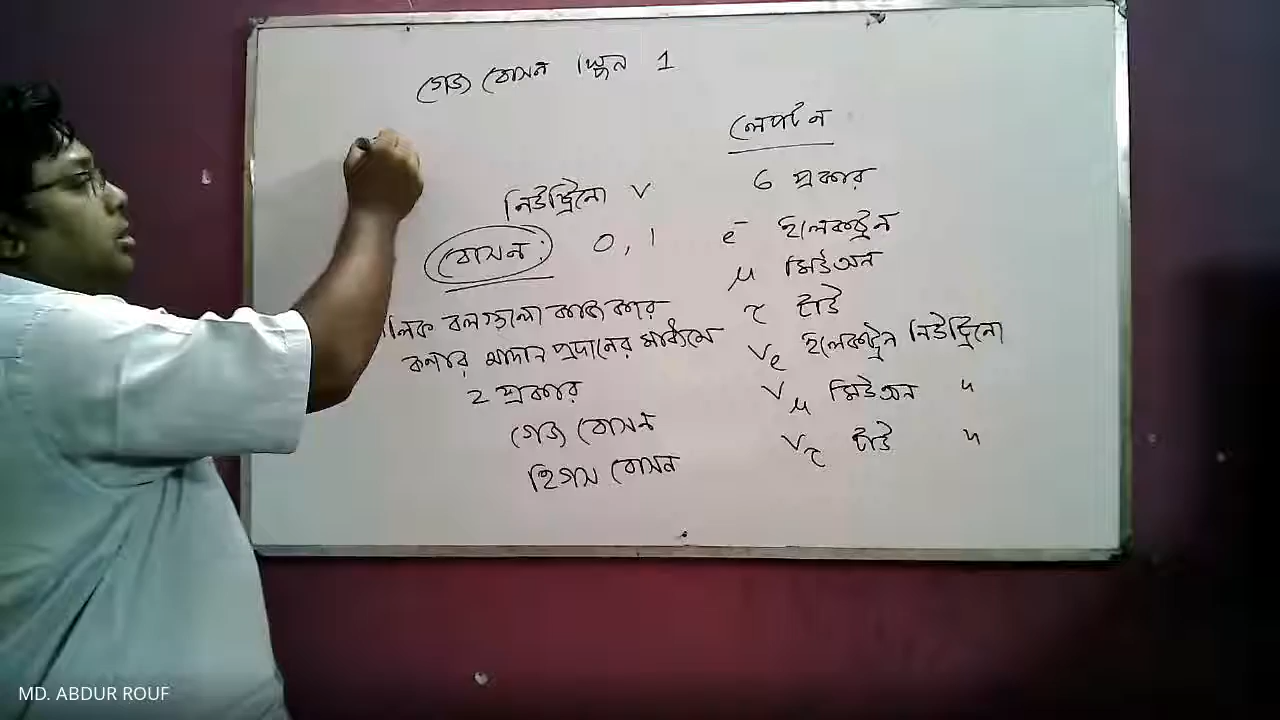 গেজ বোসন স্পিন 1
নিউট্রিনো ν
বোসন: 0, 1
লিক বলগুলো কাজ করে
কণার আদান প্রদানের মাধ্যমে
2 প্রকার
গেজ বোসন
হিগস বোসন
লেপটন
6 প্রকার
e⁻ ইলেকট্রন
μ মিউওন
τ টাউ
νe ইলেকট্রন নিউট্রিনো
νμ মিউওন "
ντ টাউ "
MD. ABDUR ROUF